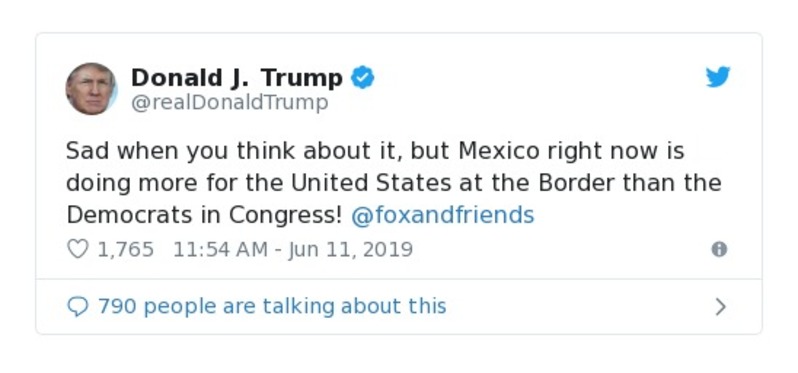 Donald J. Trump
@realDonaldTrump
Sad when you think about it, but Mexico right now is
doing more for the United States at the Border than the
Democrats in Congress! @foxandfriends
1,765 11:54 AM - Jun 11, 2019
790 people are talking about this